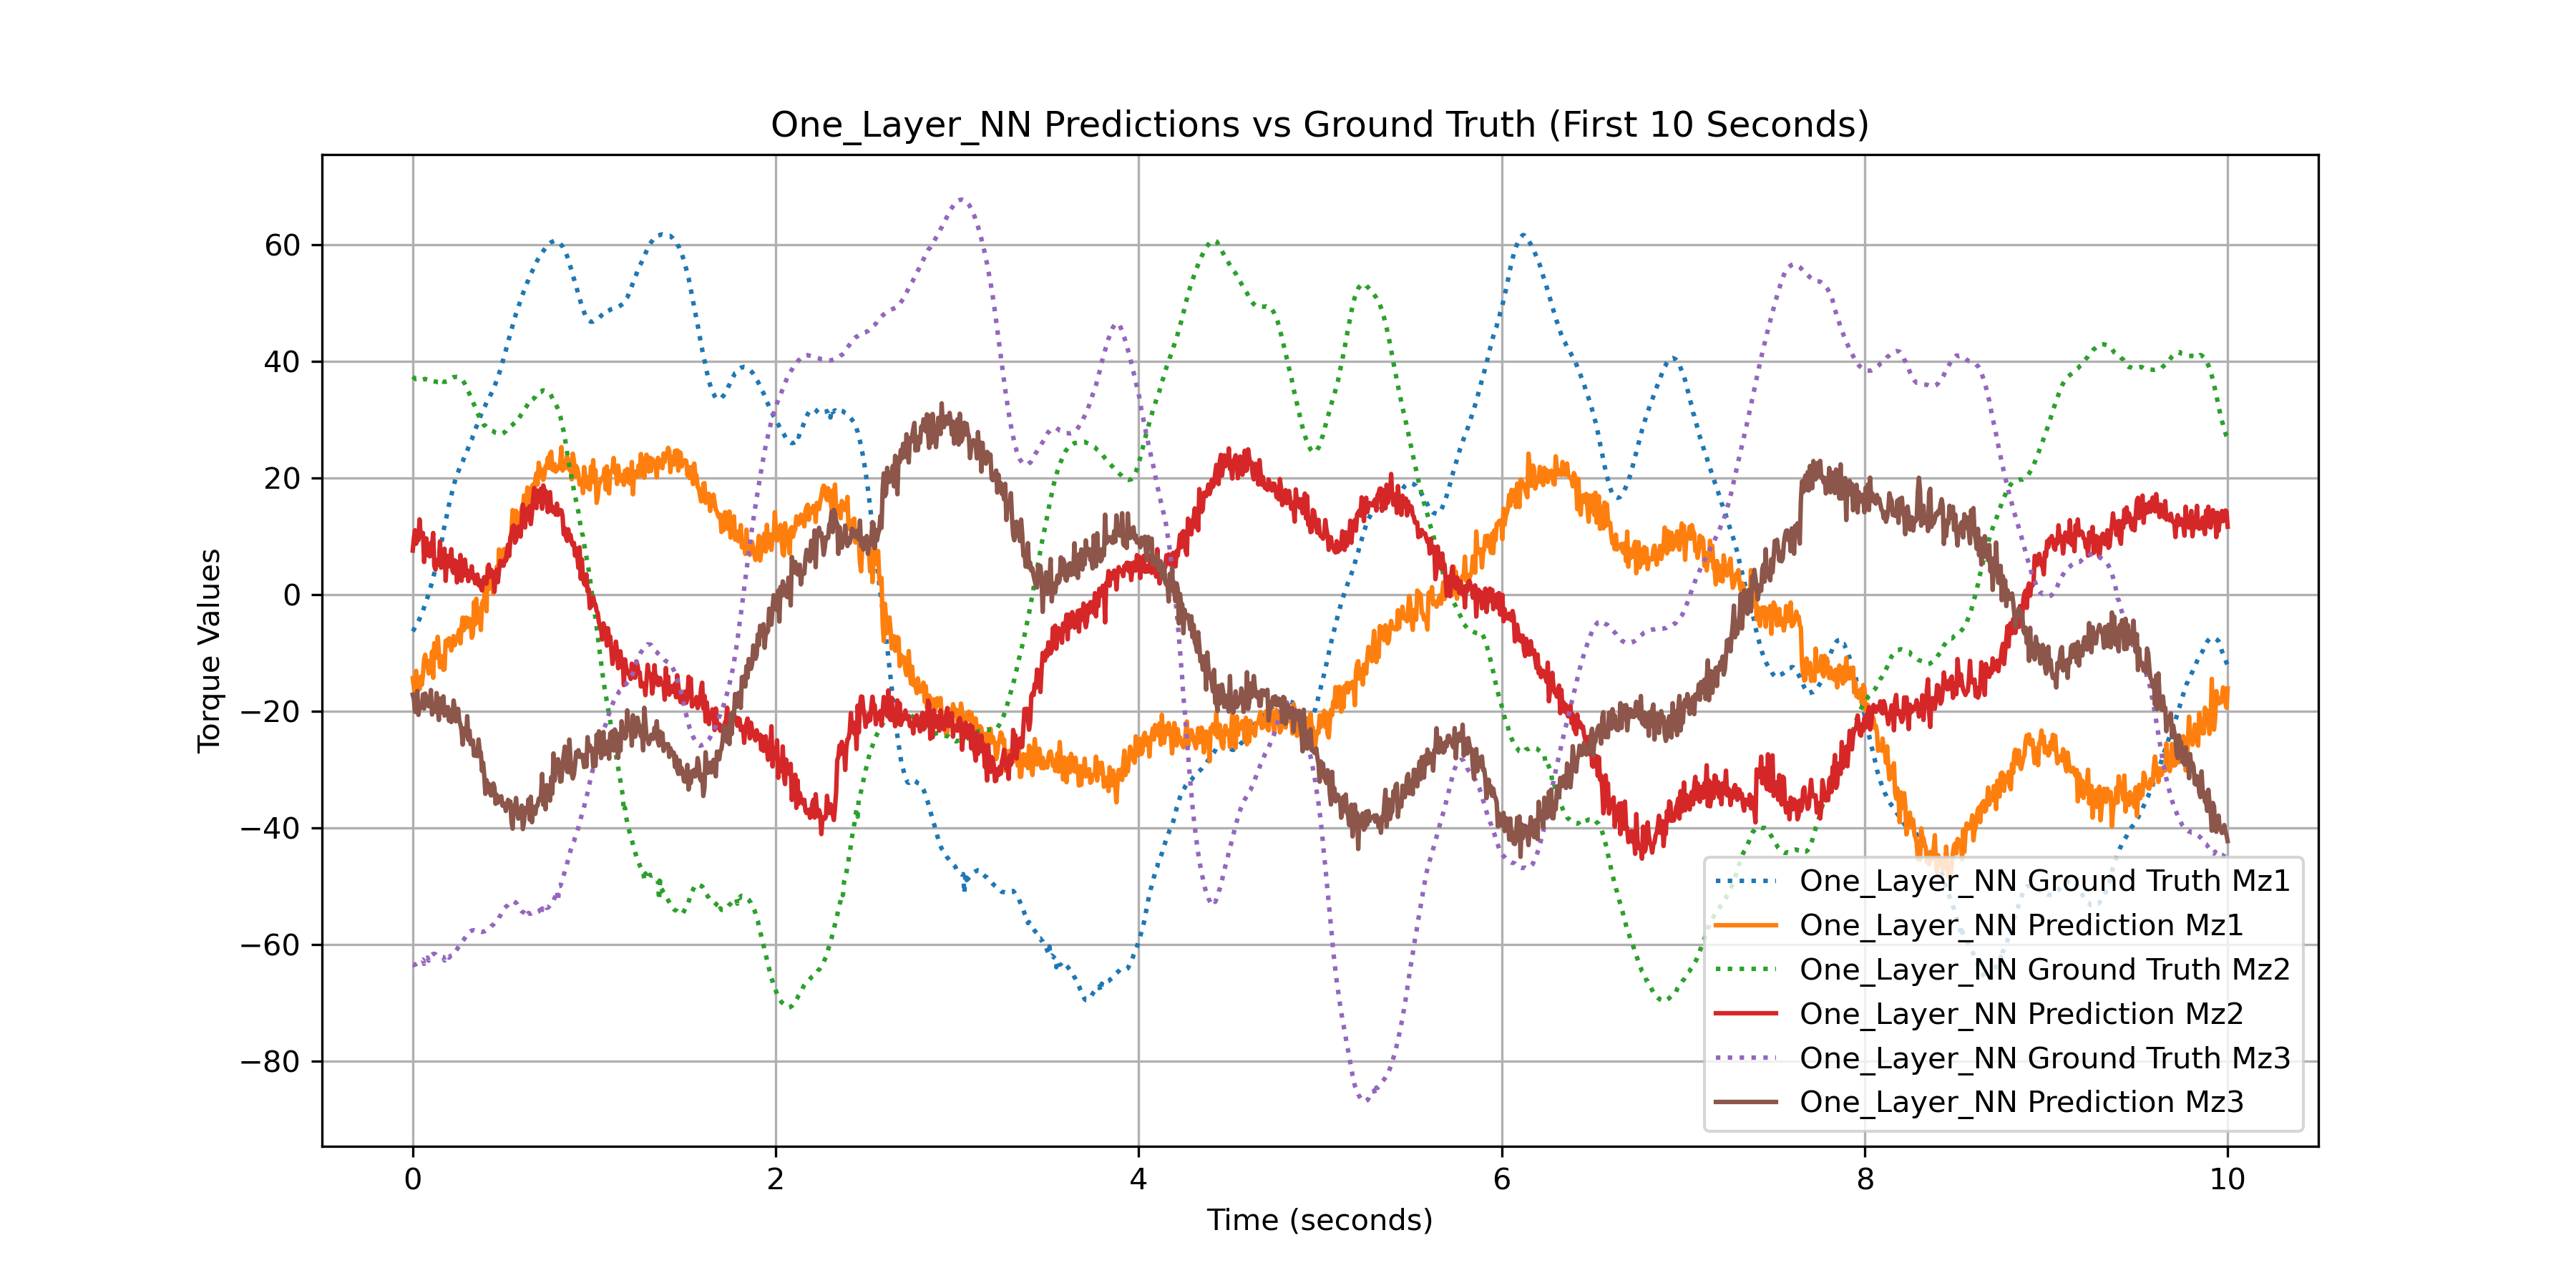 One_Layer_NN Predictions vs Ground Truth (First 10 Seconds)
Torque Values
60
40
20
0
−20
−40
−60
−80
One_Layer_NN Ground Truth Mz1
One_Layer_NN Prediction Mz1
One_Layer_NN Ground Truth Mz2
One_Layer_NN Prediction Mz2
One_Layer_NN Ground Truth Mz3
One_Layer_NN Prediction Mz3
0 2 4 6 8 10
Time (seconds)